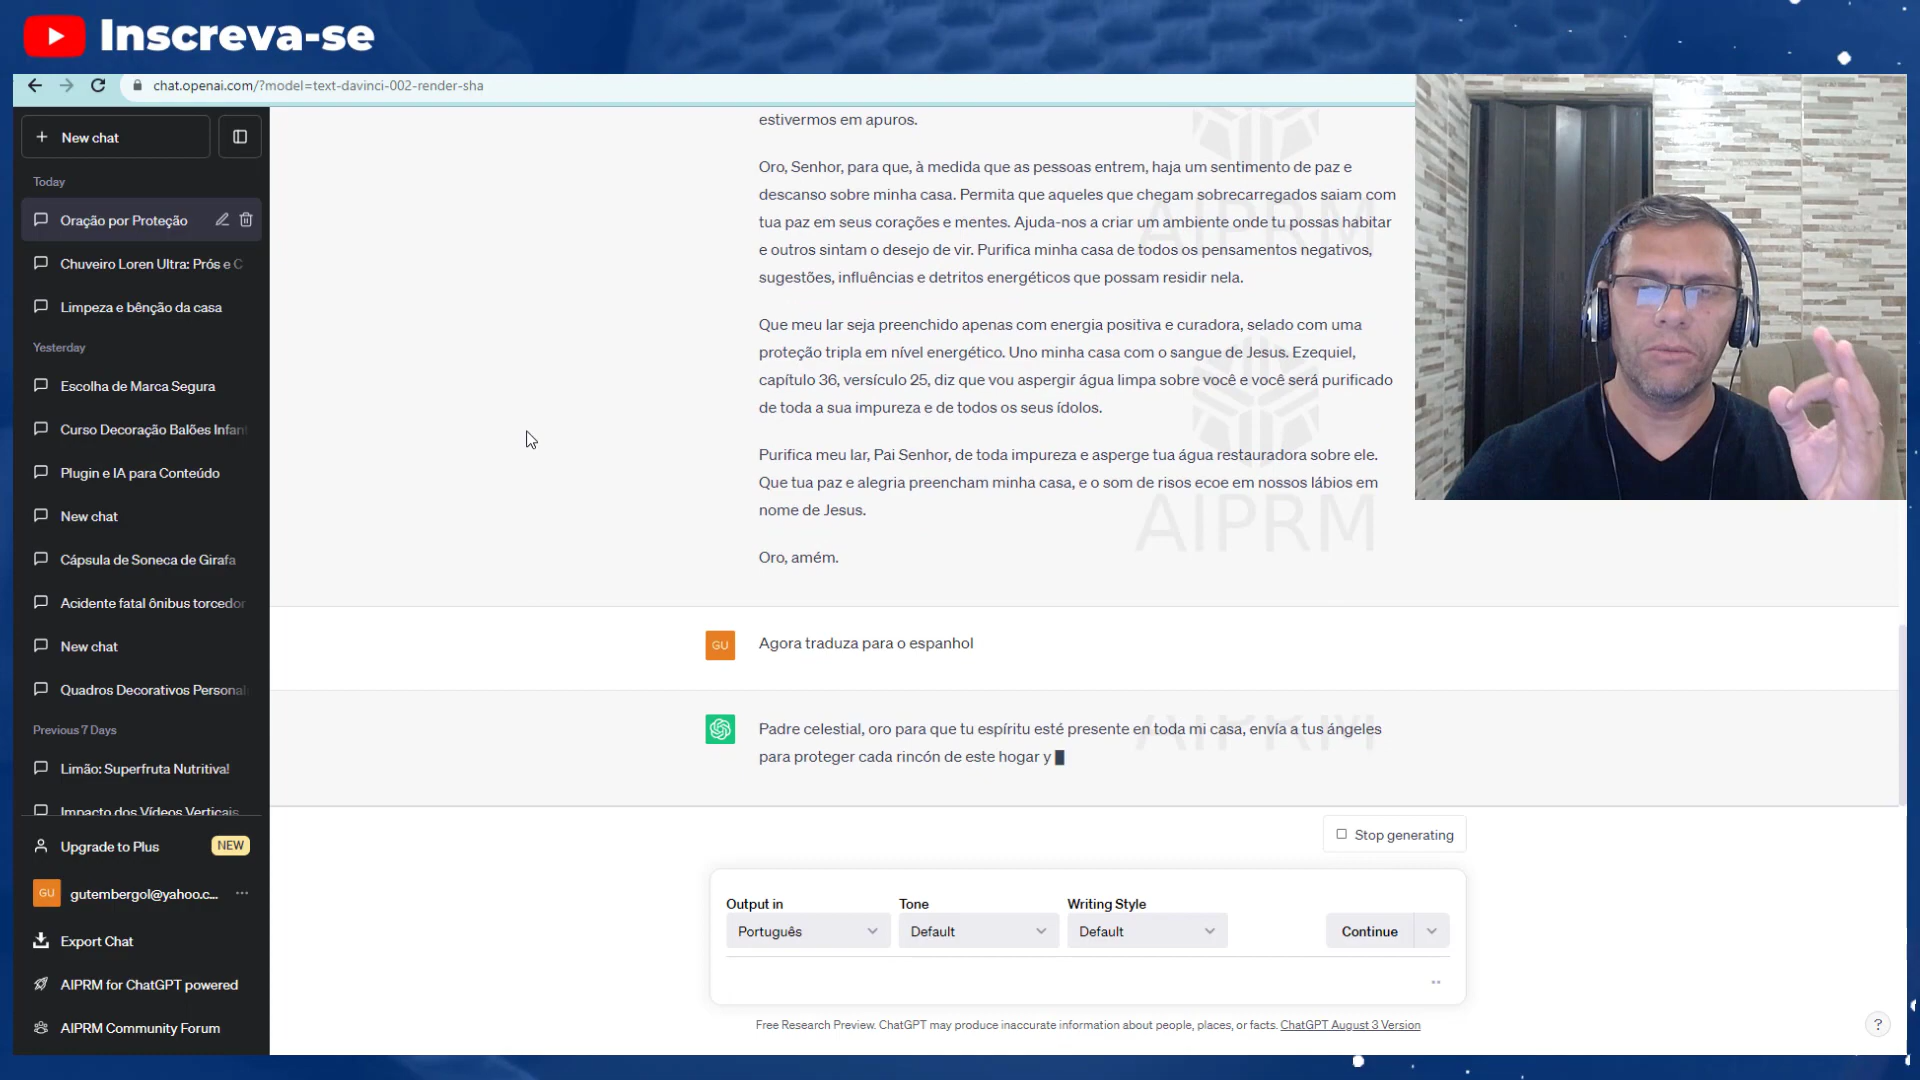 Inscreva-se
chat.openai.com/?model=text-davinci-002-render-sha
New chat
Today
Oração por Proteção
Chuveiro Loren Ultra: Prós e C
Limpeza e bênção da casa
Yesterday
Escolha de Marca Segura
Curso Decoração Balões Infan
Plugin e IA para Conteúdo
New chat
Cápsula de Soneca de Girafa
Acidente fatal ônibus torcedor
New chat
Quadros Decorativos Personal
Previous 7 Days
Limão: Superfruta Nutritiva!
Impacto dos Vídeos Verticais
Upgrade to Plus
NEW
GU
gutembergol@yahoo.c...
Export Chat
AIPRM for ChatGPT powered
AIPRM Community Forum
estivermos em apuros.
Oro, Senhor, para que, à medida que as pessoas entrem, haja um sentimento de paz e
descanso sobre minha casa. Permita que aqueles que chegam sobrecarregados saiam com
tua paz em seus corações e mentes. Ajuda-nos a criar um ambiente onde tu possas habitar
e outros sintam o desejo de vir. Purifica minha casa de todos os pensamentos negativos,
sugestões, influências e detritos energéticos que possam residir nela.
AIPRM
Que meu lar seja preenchido apenas com energia positiva e curadora, selado com uma
proteção tripla em nível energético. Uno minha casa com o sangue de Jesus. Ezequiel,
capítulo 36, versículo 25, diz que vou aspergir água limpa sobre você e você será purificado
de toda a sua impureza e de todos os seus ídolos.
Purifica meu lar, Pai Senhor, de toda impureza e asperge tua água restauradora sobre ele.
Que tua paz e alegria preencham minha casa, e o som de risos ecoe em nossos lábios em
nome de Jesus.
AIPRM
Oro, amém.
GU
Agora traduza para o espanhol
AIPRM
Padre celestial, oro para que tu espíritu esté presente en toda mi casa, envía a tus ángeles
para proteger cada rincón de este hogar y
Stop generating
Output in
Tone
Writing Style
Português
Default
Default
Continue
Free Research Preview. ChatGPT may produce inaccurate information about people, places, or facts. ChatGPT August 3 Version
?